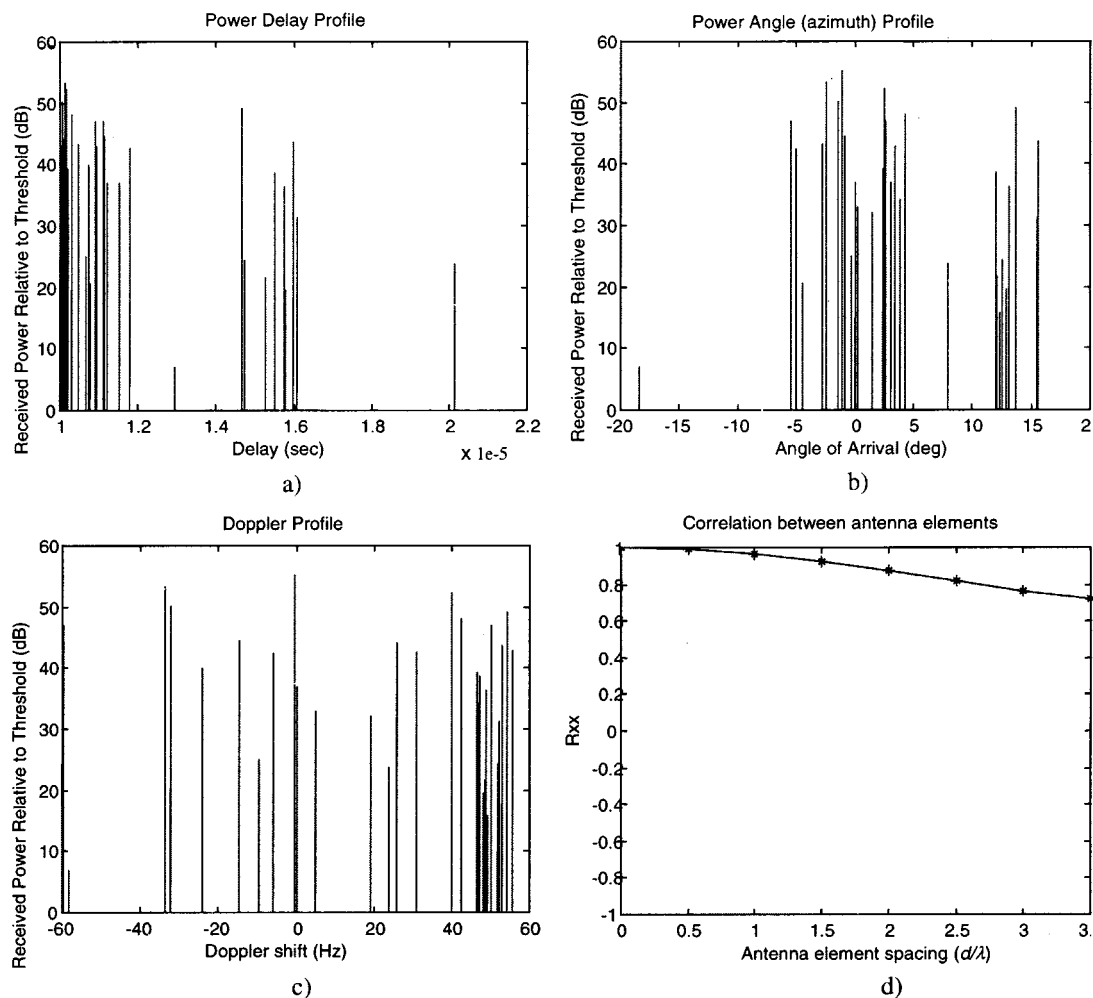 Power Delay Profile
60
50
40
30
20
10
0
Received Power Relative to Threshold (dB)
1 1.2 1.4 1.6 1.8 2 2.2
Delay (sec)
x 1e-5
a)
Power Angle (azimuth) Profile
60
50
40
30
20
10
0
Received Power Relative to Threshold (dB)
-20 -15 -10 -5 0 5 10 15 2
Angle of Arrival (deg)
b)
Doppler Profile
60
50
40
30
20
10
0
Received Power Relative to Threshold (dB)
-60 -40 -20 0 20 40 60
Doppler shift (Hz)
c)
Correlation between antenna elements
1
0.8
0.6
0.4
0.2
0
-0.2
-0.4
-0.6
-0.8
-1
Rxx
0 0.5 1 1.5 2 2.5 3 3.
Antenna element spacing (d/λ)
d)